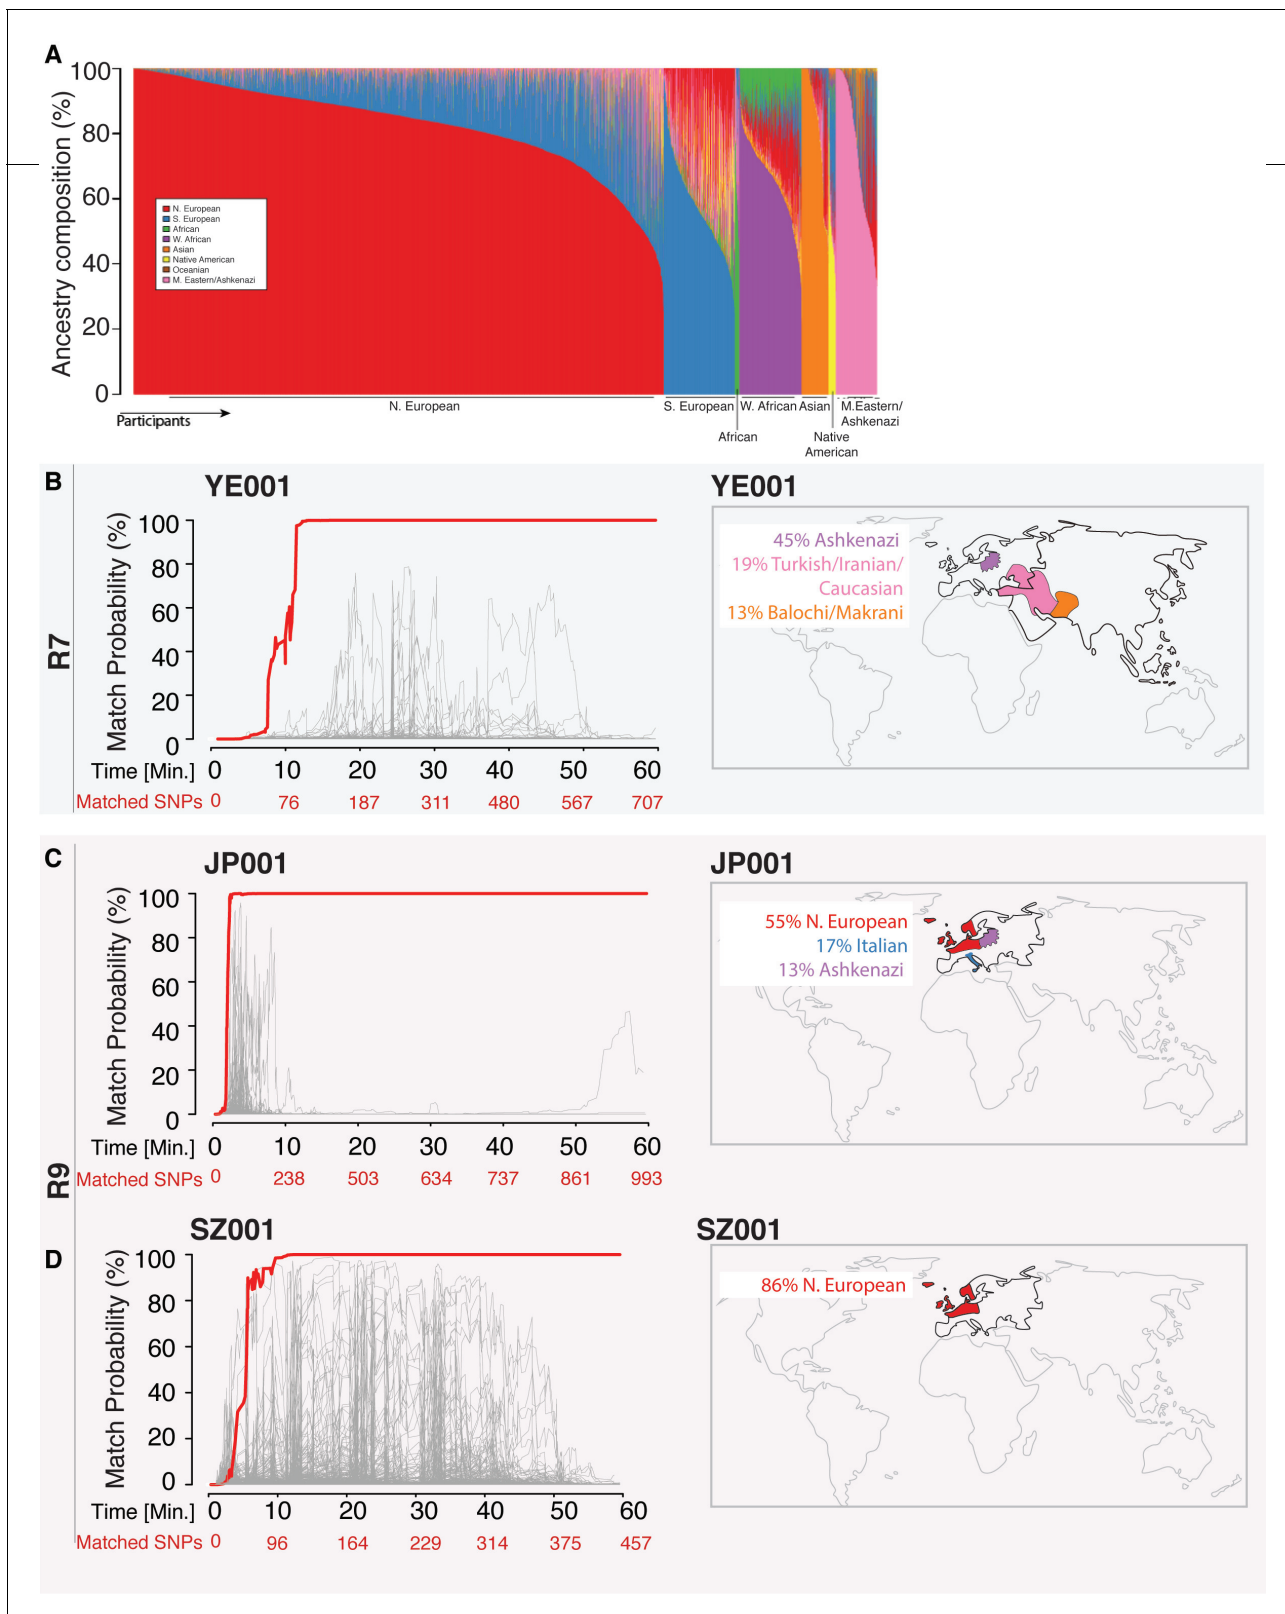 A
Ancestry composition (%)
100
80
60
40
20
0
N. European
S. European
African
W. African
Asian
Native American
Oceanian
M. Eastern/Ashkenazi
Participants
N. European
S. European
African
W. African
Asian
Native
American
M.Eastern/
Ashkenazi
B
R7
YE001
Match Probability (%)
100
80
60
40
20
0
Time [Min.] 0 10 20 30 40 50 60
Matched SNPs 0 76 187 311 480 567 707
YE001
45% Ashkenazi
19% Turkish/Iranian/
Caucasian
13% Balochi/Makrani
C
R9
JP001
Match Probability (%)
100
80
60
40
20
0
Time [Min.] 0 10 20 30 40 50 60
Matched SNPs 0 238 503 634 737 861 993
JP001
55% N. European
17% Italian
13% Ashkenazi
D
SZ001
Match Probability (%)
100
80
60
40
20
0
Time [Min.] 0 10 20 30 40 50 60
Matched SNPs 0 96 164 229 314 375 457
SZ001
86% N. European